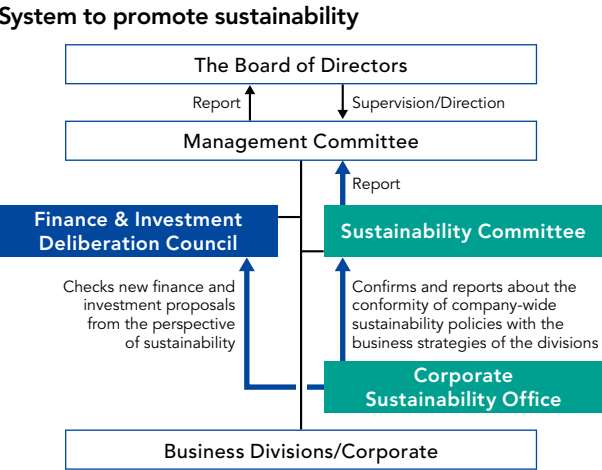 System to promote sustainability
The Board of Directors
Report
Supervision/Direction
Management Committee
Report
Finance & Investment
Deliberation Council
Sustainability Committee
Checks new finance and
investment proposals
from the perspective
of sustainability
Confirms and reports about the
conformity of company-wide
sustainability policies with the
business strategies of the divisions
Corporate
Sustainability Office
Business Divisions/Corporate